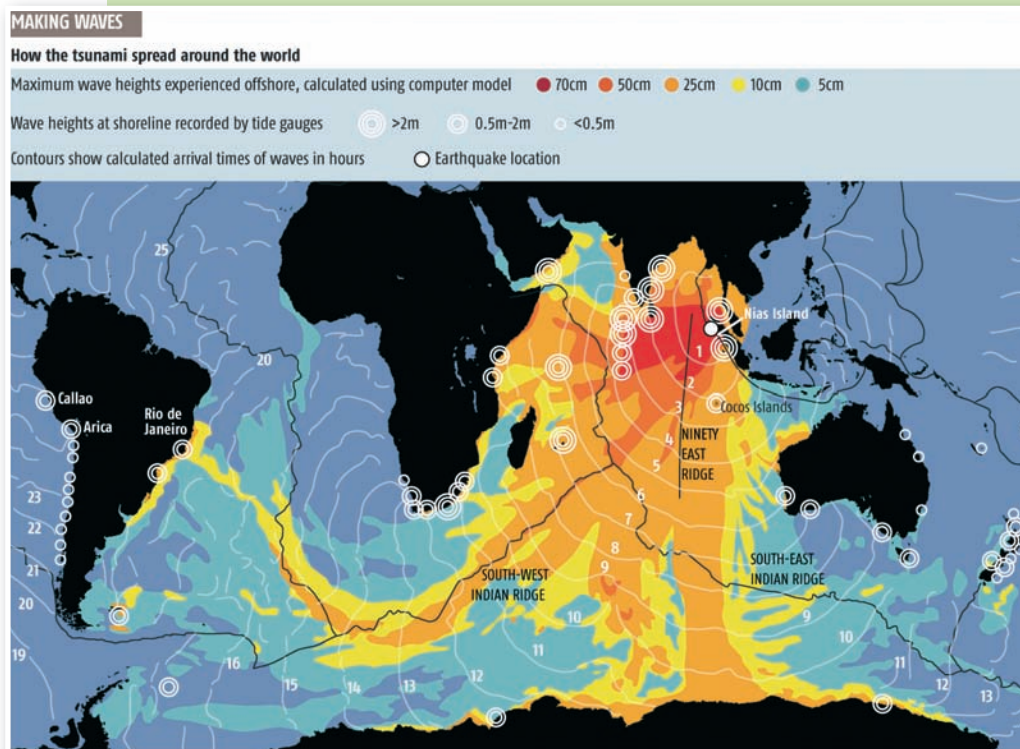 MAKING WAVES
How the tsunami spread around the world
Maximum wave heights experienced offshore, calculated using computer model 70cm 50cm 25cm 10cm 5cm
Wave heights at shoreline recorded by tide gauges >2m 0.5m-2m <0.5m
Contours show calculated arrival times of waves in hours Earthquake location
25
Nias Island
1
20
2
Callao
3
Cocos Islands
Arica
Rio de
Janeiro
4
NINETY
EAST
RIDGE
5
23
6
22
7
21
8
SOUTH-WEST
INDIAN RIDGE
SOUTH-EAST
INDIAN RIDGE
9
20
10
9
11
10
19
16
15
14
13
12
11
12
13